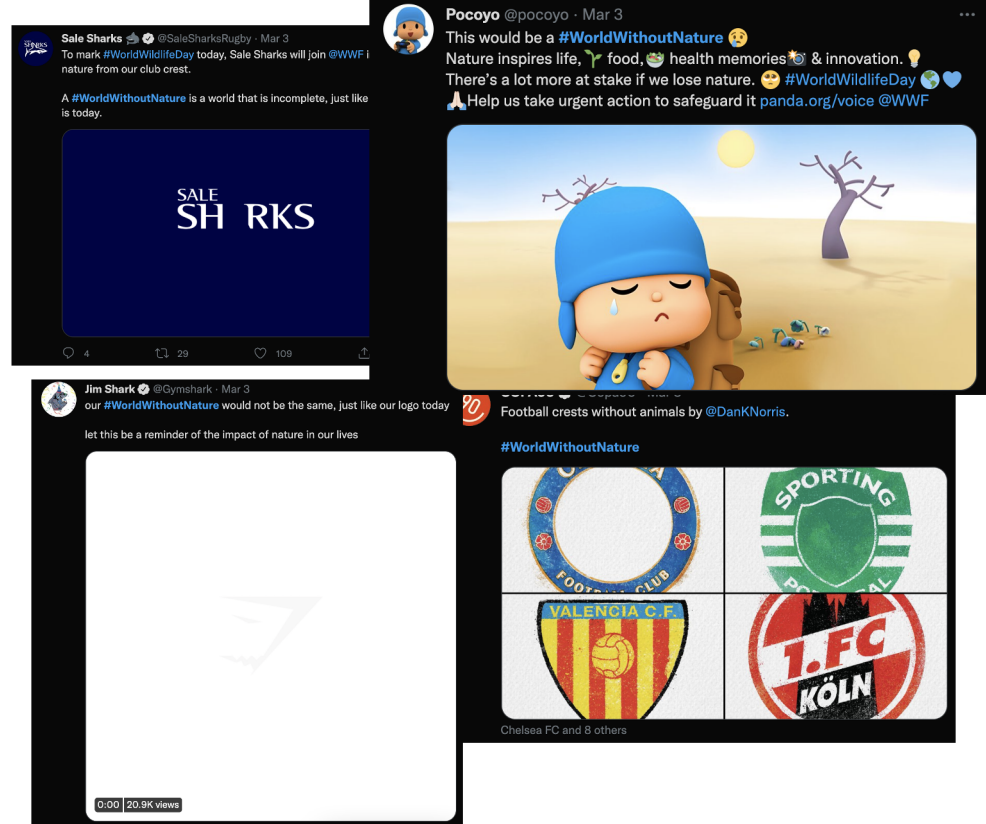 Sale Sharks @SaleSharksRugby · Mar 3
To mark #WorldWildlifeDay today, Sale Sharks will join @WWF i
nature from our club crest.
A #WorldWithoutNature is a world that is incomplete, just like
is today.
SALE
SH RKS
4 29 109
Pocoyo @pocoyo · Mar 3
This would be a #WorldWithoutNature 😢
Nature inspires life, 🌱 food, 🥗 health memories📸 & innovation. 💡
There's a lot more at stake if we lose nature. 🥺 #WorldWildlifeDay 🌎💙
🙏🏻Help us take urgent action to safeguard it panda.org/voice @WWF
Jim Shark @Gymshark · Mar 3
our #WorldWithoutNature would not be the same, just like our logo today
let this be a reminder of the impact of nature in our lives
0:00 20.9K views
Football crests without animals by @DanKNorris.
#WorldWithoutNature
FOOTBALL CLUB
SPORTING
VALENCIA C.F.
1.FC
KÖLN
Chelsea FC and 8 others